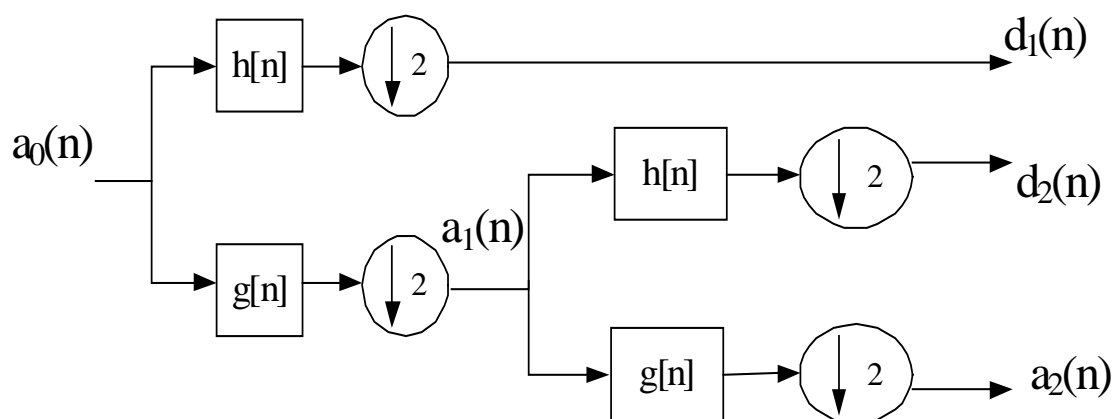 d₁(n)
h[n]
2
a₀(n)
h[n]
2
d₂(n)
a₁(n)
g[n]
2
g[n]
2
a₂(n)